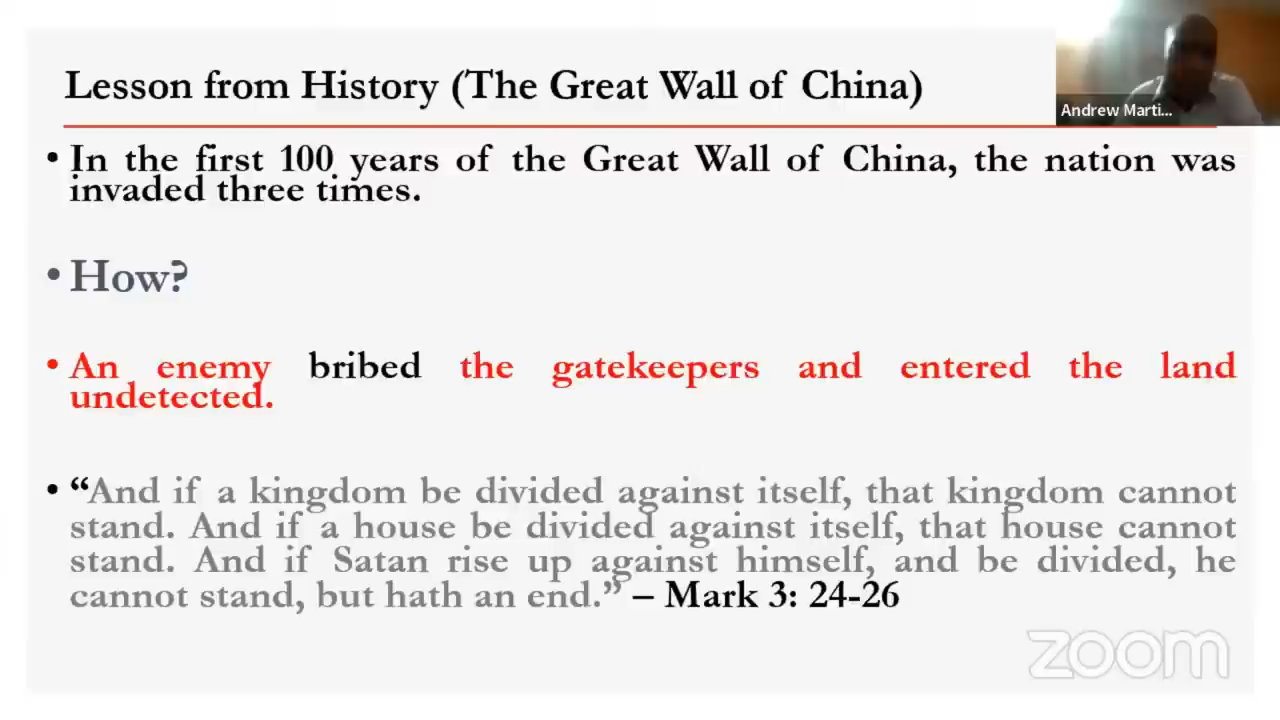 Lesson from History (The Great Wall of China)
Andrew Marti...
• In the first 100 years of the Great Wall of China, the nation was
invaded three times.
• How?
• An enemy bribed the gatekeepers and entered the land
undetected.
• “And if a kingdom be divided against itself, that kingdom cannot
stand. And if a house be divided against itself, that house cannot
stand. And if Satan rise up against himself, and be divided, he
cannot stand, but hath an end.” – Mark 3: 24-26
zoom